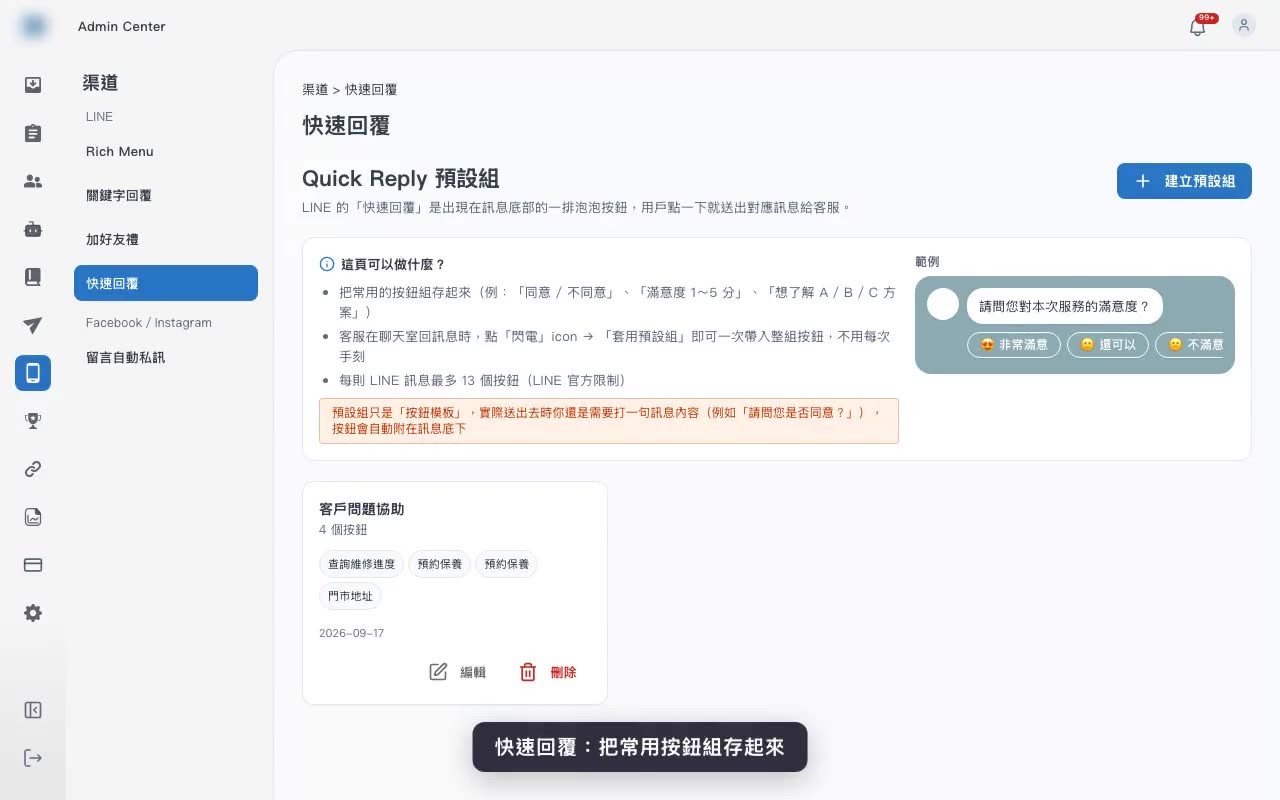 Admin Center
99+
渠道
LINE
Rich Menu
關鍵字回覆
加好友禮
快速回覆
Facebook / Instagram
留言自動私訊
渠道 > 快速回覆
快速回覆
Quick Reply 預設組
LINE 的「快速回覆」是出現在訊息底部的一排泡泡按鈕，用戶點一下就送出對應訊息給客服。
建立預設組
這頁可以做什麼？
把常用的按鈕組存起來（例：「同意 / 不同意」、「滿意度 1～5 分」、「想了解 A / B / C 方
案」）
客服在聊天室回訊息時，點「閃電」icon → 「套用預設組」即可一次帶入整組按鈕，不用每次
手刻
每則 LINE 訊息最多 13 個按鈕（LINE 官方限制）
預設組只是「按鈕模板」，實際送出去時你還是需要打一句訊息內容（例如「請問您是否同意？」），
按鈕會自動附在訊息底下
範例
請問您對本次服務的滿意度？
😍 非常滿意 🙂 還可以 😕 不滿意
客戶問題協助
4 個按鈕
查詢維修進度 預約保養 預約保養
門市地址
2026-09-17
編輯 刪除
快速回覆：把常用按鈕組存起來